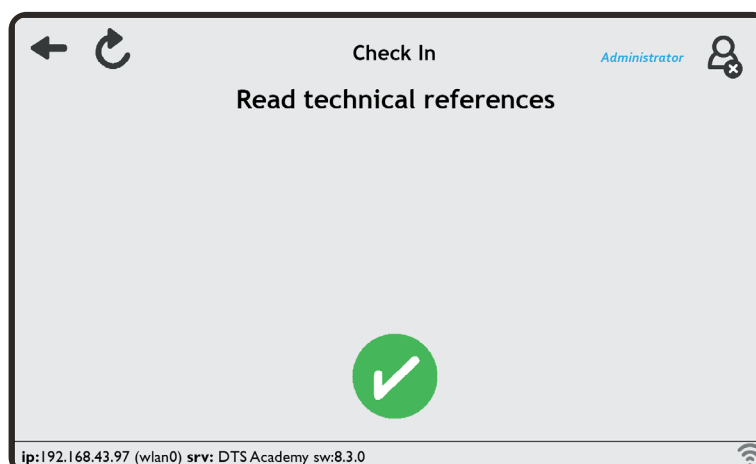 Check In
Administrator
Read technical references
ip:192.168.43.97 (wlan0) srv: DTS Academy sw:8.3.0